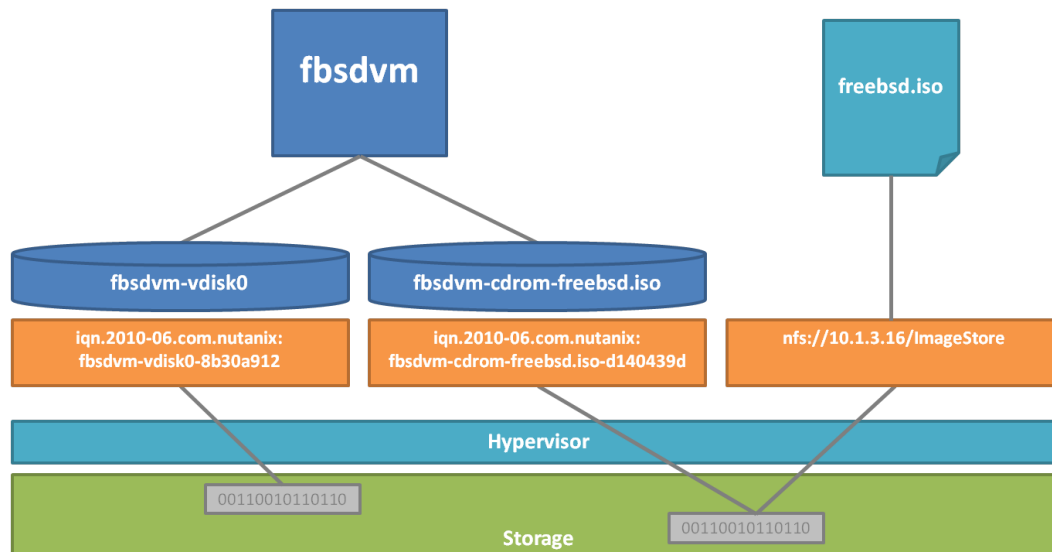 fbsdvm
freebsd.iso
fbsdvm-vdisk0
fbsdvm-cdrom-freebsd.iso
iqn.2010-06.com.nutanix:
fbsdvm-vdisk0-8b30a912
iqn.2010-06.com.nutanix:
fbsdvm-cdrom-freebsd.iso-d140439d
nfs://10.1.3.16/ImageStore
Hypervisor
00110010110110
00110010110110
Storage